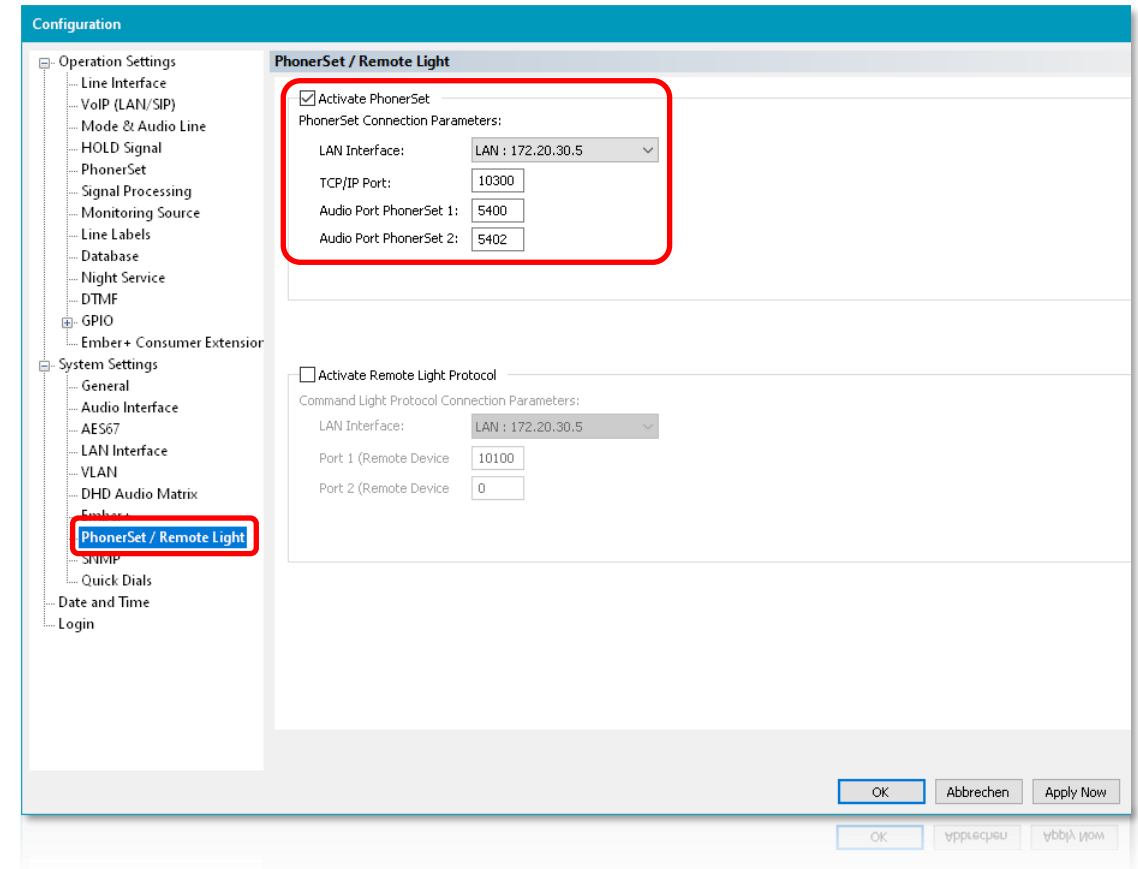 Configuration
Operation Settings
Line Interface
VoIP (LAN/SIP)
Mode & Audio Line
HOLD Signal
PhonerSet
Signal Processing
Monitoring Source
Line Labels
Database
Night Service
DTMF
GPIO
Ember+ Consumer Extension
System Settings
General
Audio Interface
AES67
LAN Interface
VLAN
DHD Audio Matrix
Ember+
PhonerSet / Remote Light
SNMP
Quick Dials
Date and Time
Login
PhonerSet / Remote Light
Activate PhonerSet
PhonerSet Connection Parameters:
LAN Interface: LAN : 172.20.30.5
TCP/IP Port: 10300
Audio Port PhonerSet 1: 5400
Audio Port PhonerSet 2: 5402
Activate Remote Light Protocol
Command Light Protocol Connection Parameters:
LAN Interface: LAN : 172.20.30.5
Port 1 (Remote Device 10100
Port 2 (Remote Device 0
OK Abbrechen Apply Now
OK Abbrechen Apply Now